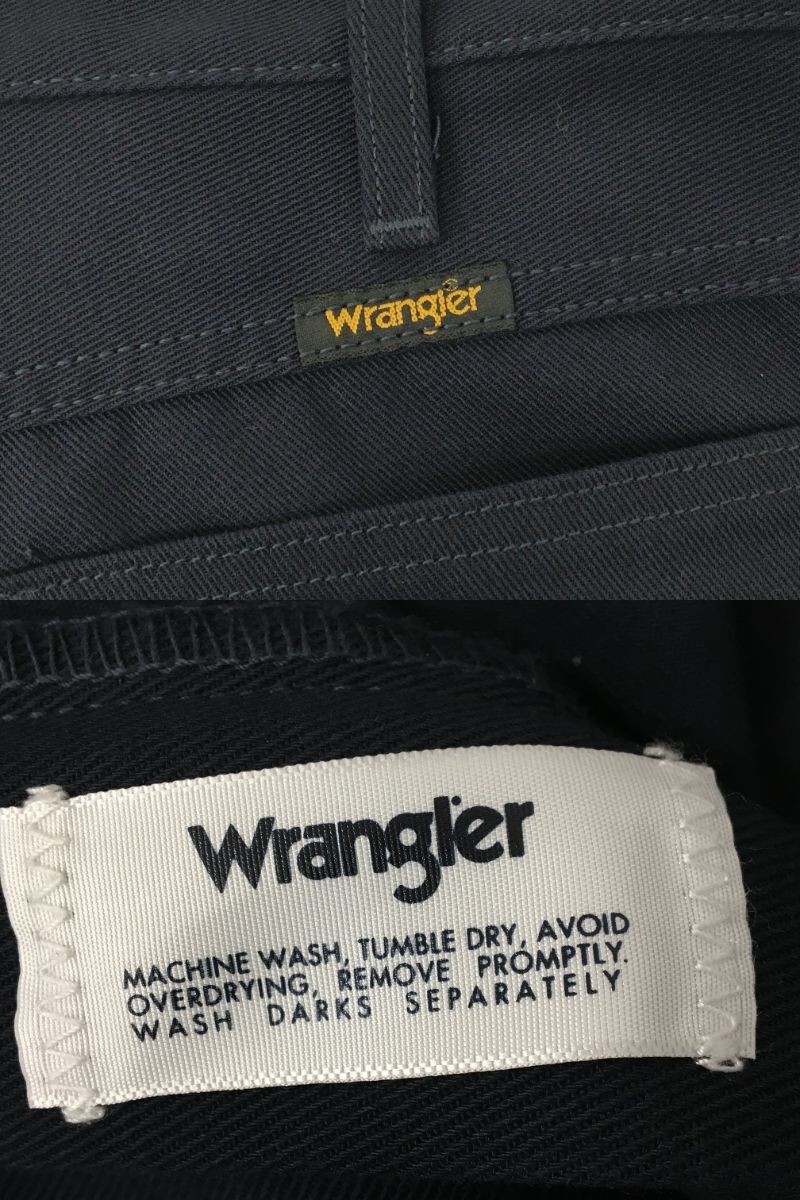 Wrangler
Wrangler
MACHINE WASH, TUMBLE DRY, AVOID
OVERDRYING, REMOVE PROMPTLY.
WASH DARKS SEPARATELY